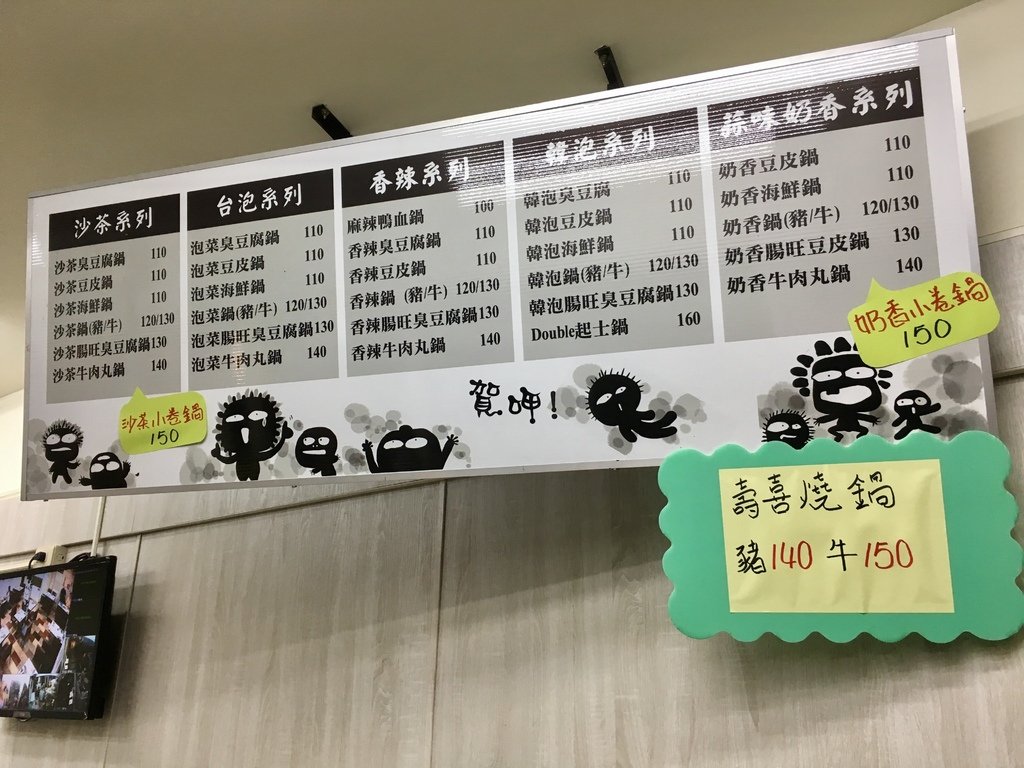 沙茶系列
沙茶臭豆腐鍋 110
沙茶豆皮鍋 110
沙茶海鮮鍋 110
沙茶鍋(豬/牛) 120/130
沙茶腸旺臭豆腐鍋130
沙茶牛肉丸鍋 140
沙茶小卷鍋
150
台泡系列
泡菜臭豆腐鍋 110
泡菜豆皮鍋 110
泡菜海鮮鍋 110
泡菜鍋(豬/牛) 120/130
泡菜腸旺臭豆腐鍋130
泡菜牛肉丸鍋 140
香辣系列
麻辣鴨血鍋 100
香辣臭豆腐鍋 110
香辣豆皮鍋 110
香辣鍋 (豬/牛) 120/130
香辣腸旺臭豆腐鍋130
香辣牛肉丸鍋 140
韓泡系列
韓泡臭豆腐 110
韓泡豆皮鍋 110
韓泡海鮮鍋 110
韓泡鍋(豬/牛) 120/130
韓泡腸旺臭豆腐鍋130
Double起士鍋 160
蒜味奶香系列
奶香豆皮鍋 110
奶香海鮮鍋 110
奶香鍋(豬/牛) 120/130
奶香腸旺豆皮鍋 130
奶香牛肉丸鍋 140
奶香小卷鍋
150
賀呷!
壽喜燒鍋
豬140 牛150